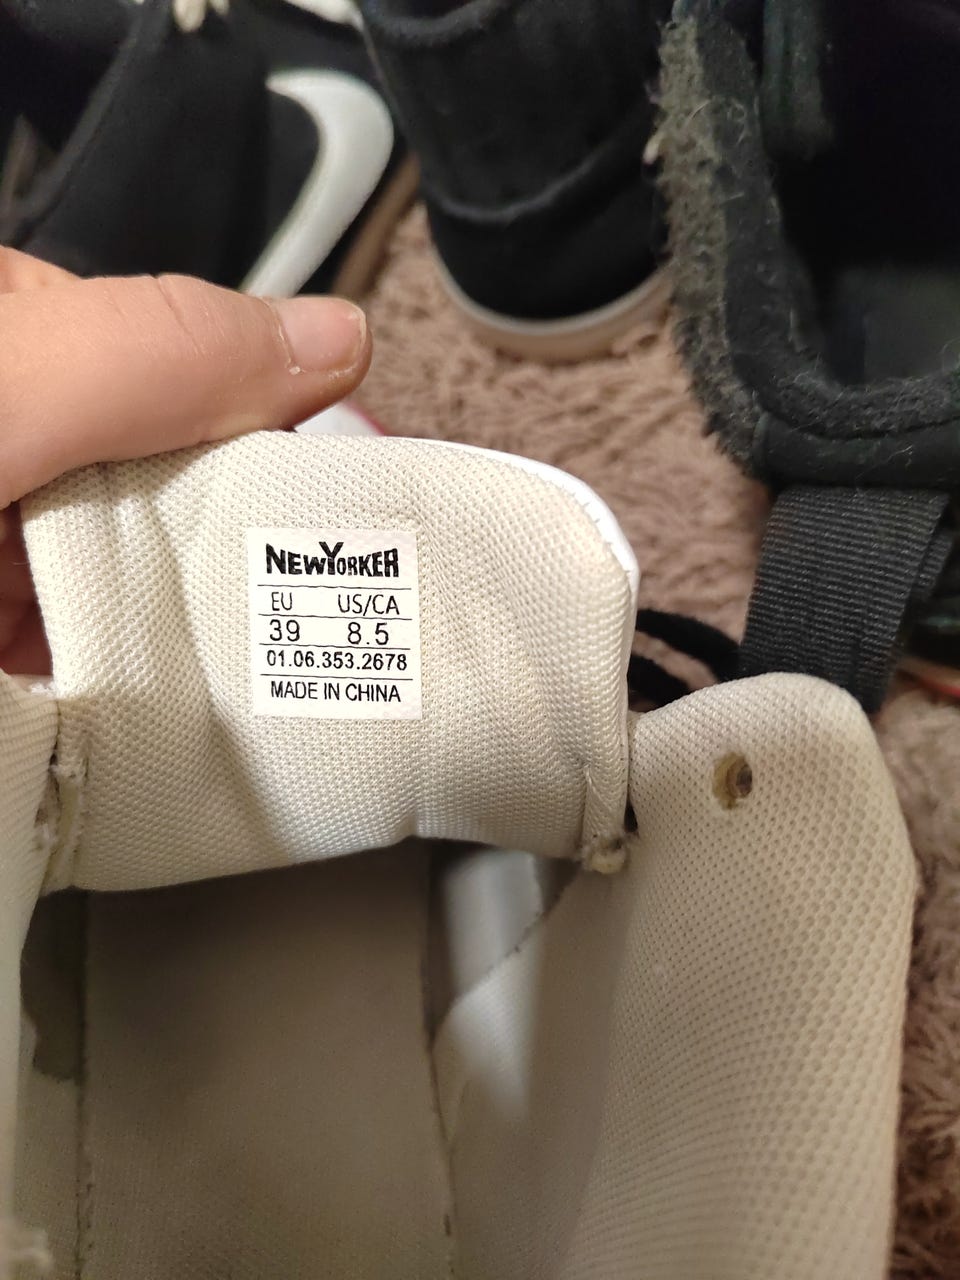 NEWYORKER
EU US/CA
39 8.5
01.06.353.2678
MADE IN CHINA